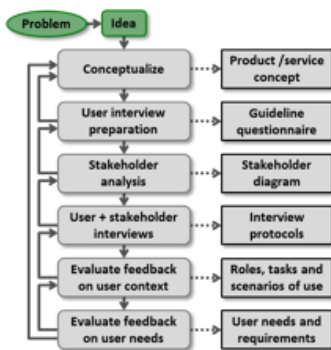 Problem
Idea
Conceptualize
Product /service
concept
User interview
preparation
Guideline
questionnaire
Stakeholder
analysis
Stakeholder
diagram
User + stakeholder
interviews
Interview
protocols
Evaluate feedback
on user context
Roles, tasks and
scenarios of use
Evaluate feedback
on user needs
User needs and
requirements